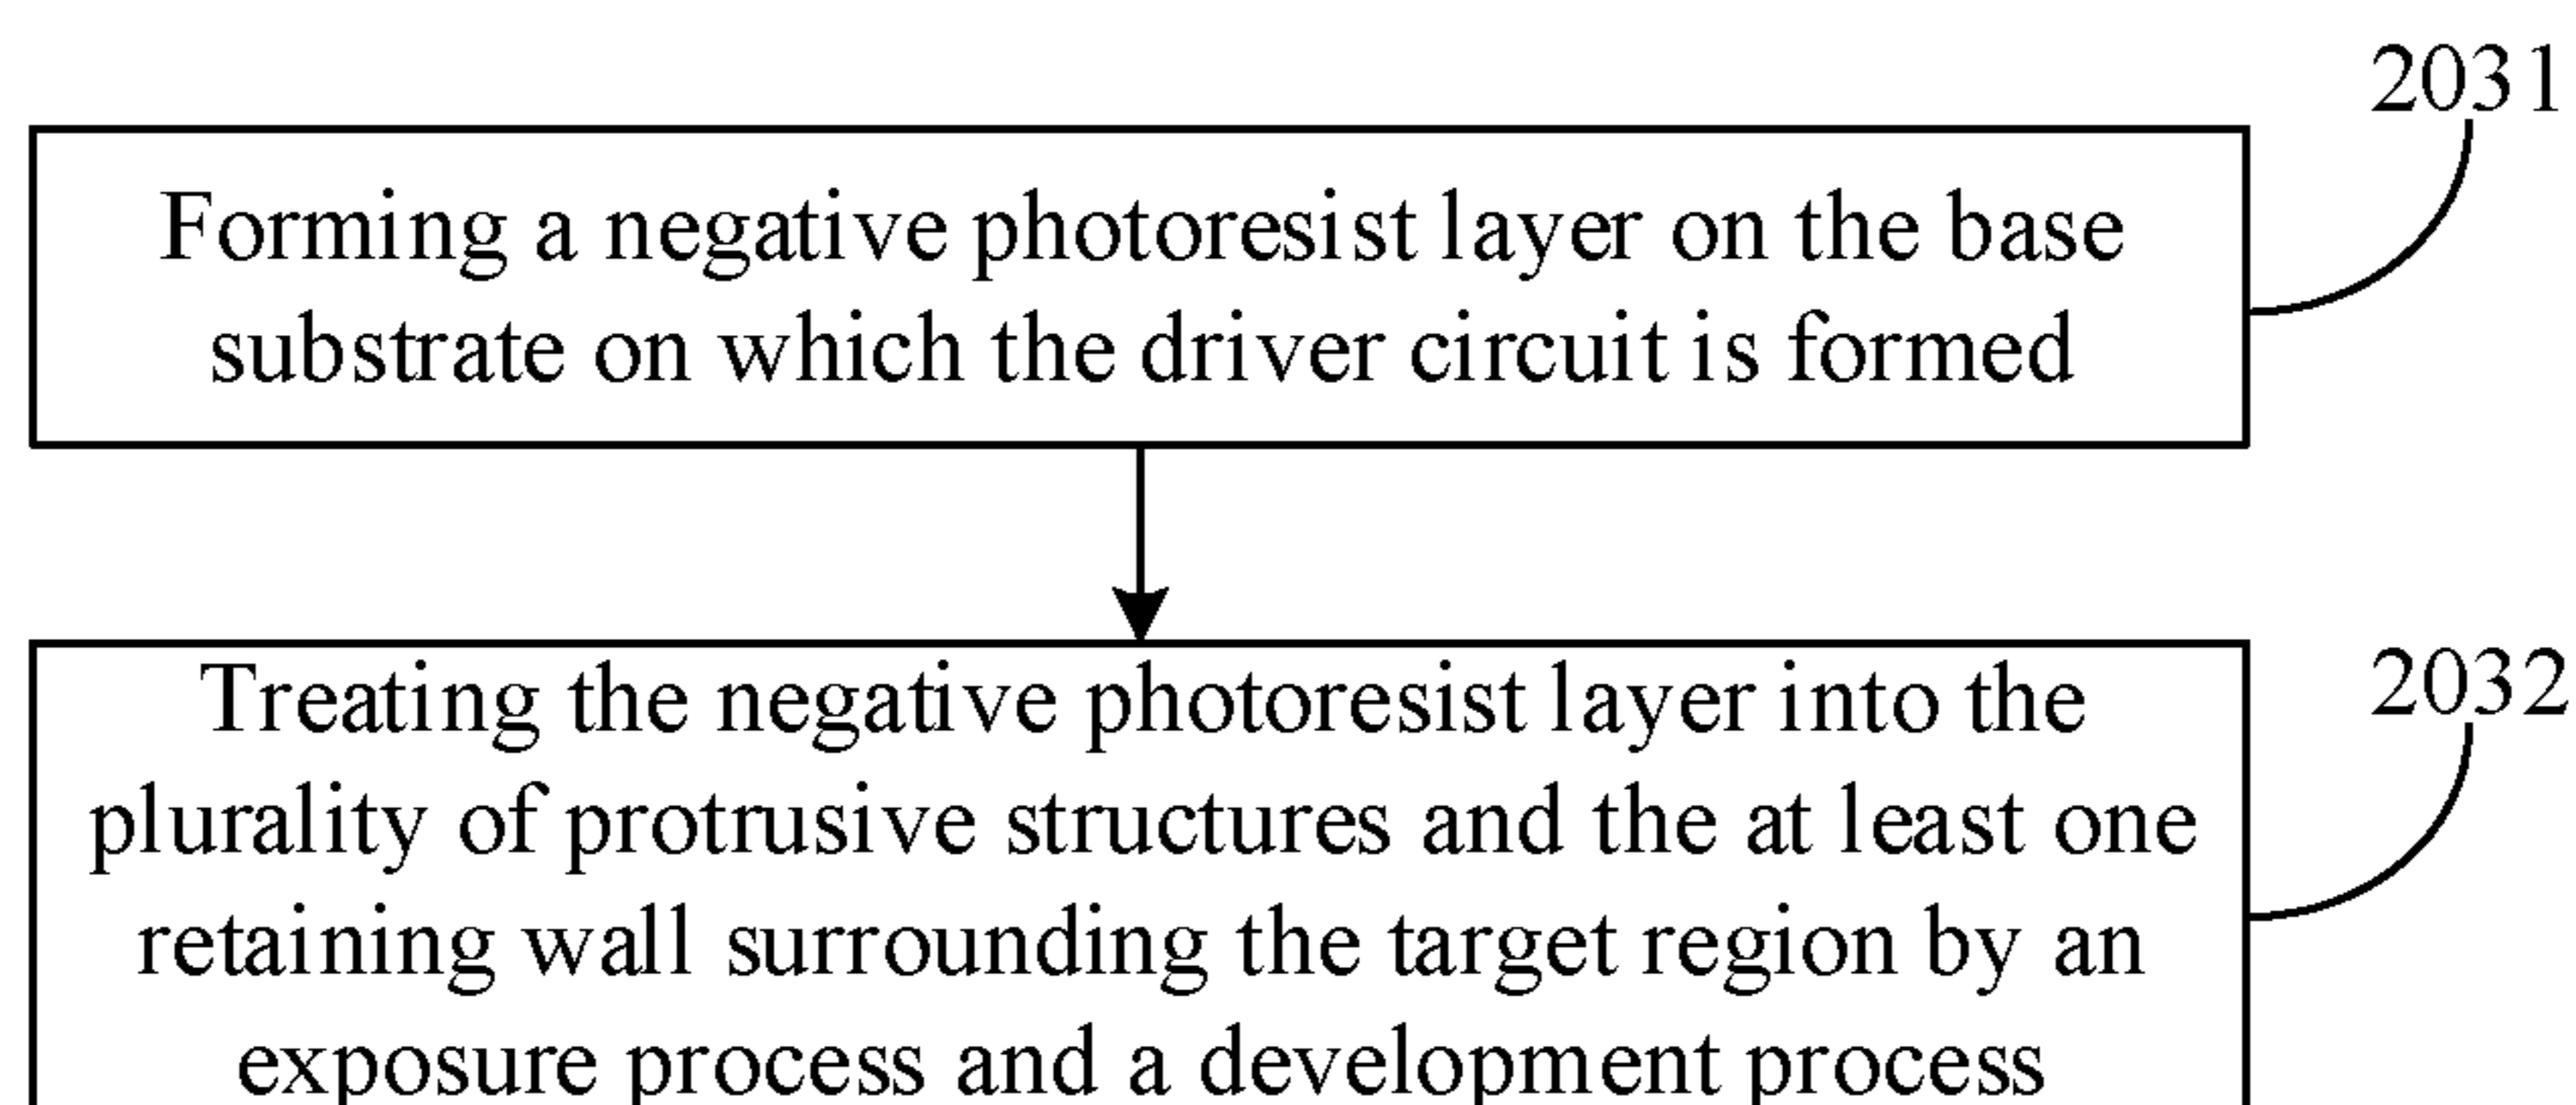 2031
Forming a negative photoresist layer on the base
substrate on which the driver circuit is formed
2032
Treating the negative photoresist layer into the
plurality of protrusive structures and the at least one
retaining wall surrounding the target region by an
exposure process and a development process